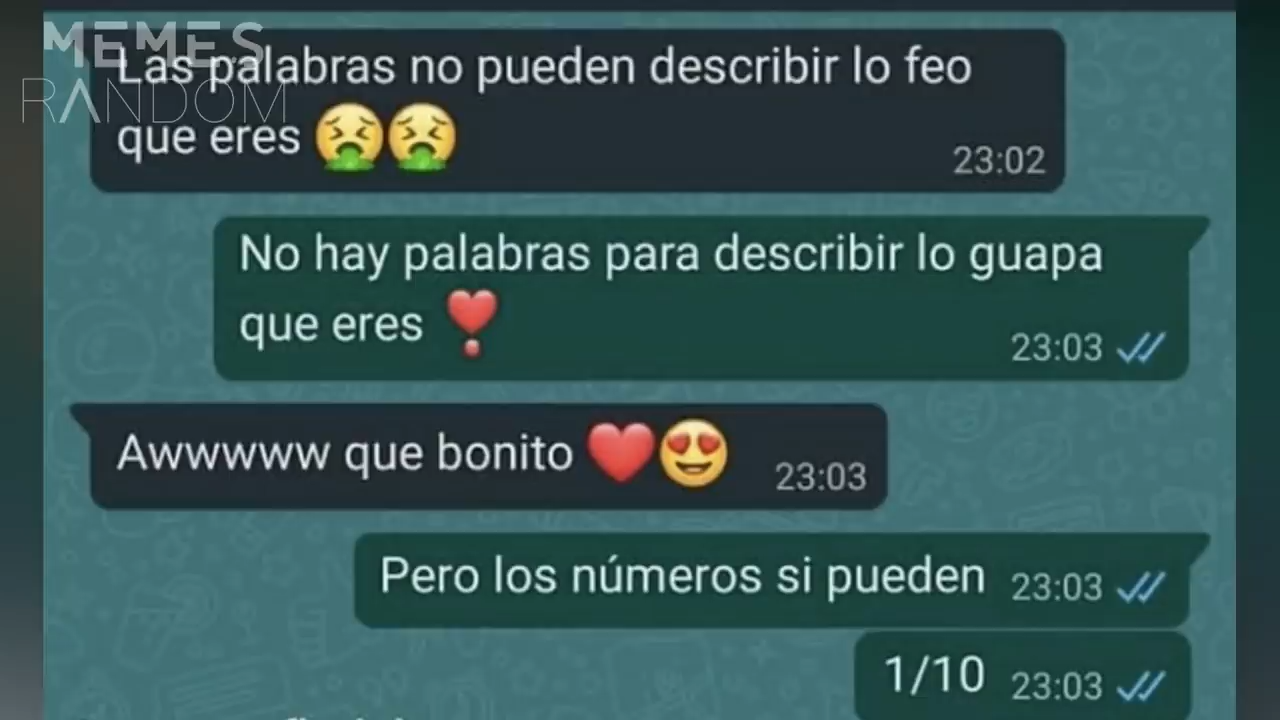 MEMES
RANDOM
Las palabras no pueden describir lo feo
que eres 🤮🤮
23:02
No hay palabras para describir lo guapa
que eres ❣️
23:03
Awwwww que bonito ❤️😍 23:03
Pero los números si pueden 23:03
1/10 23:03